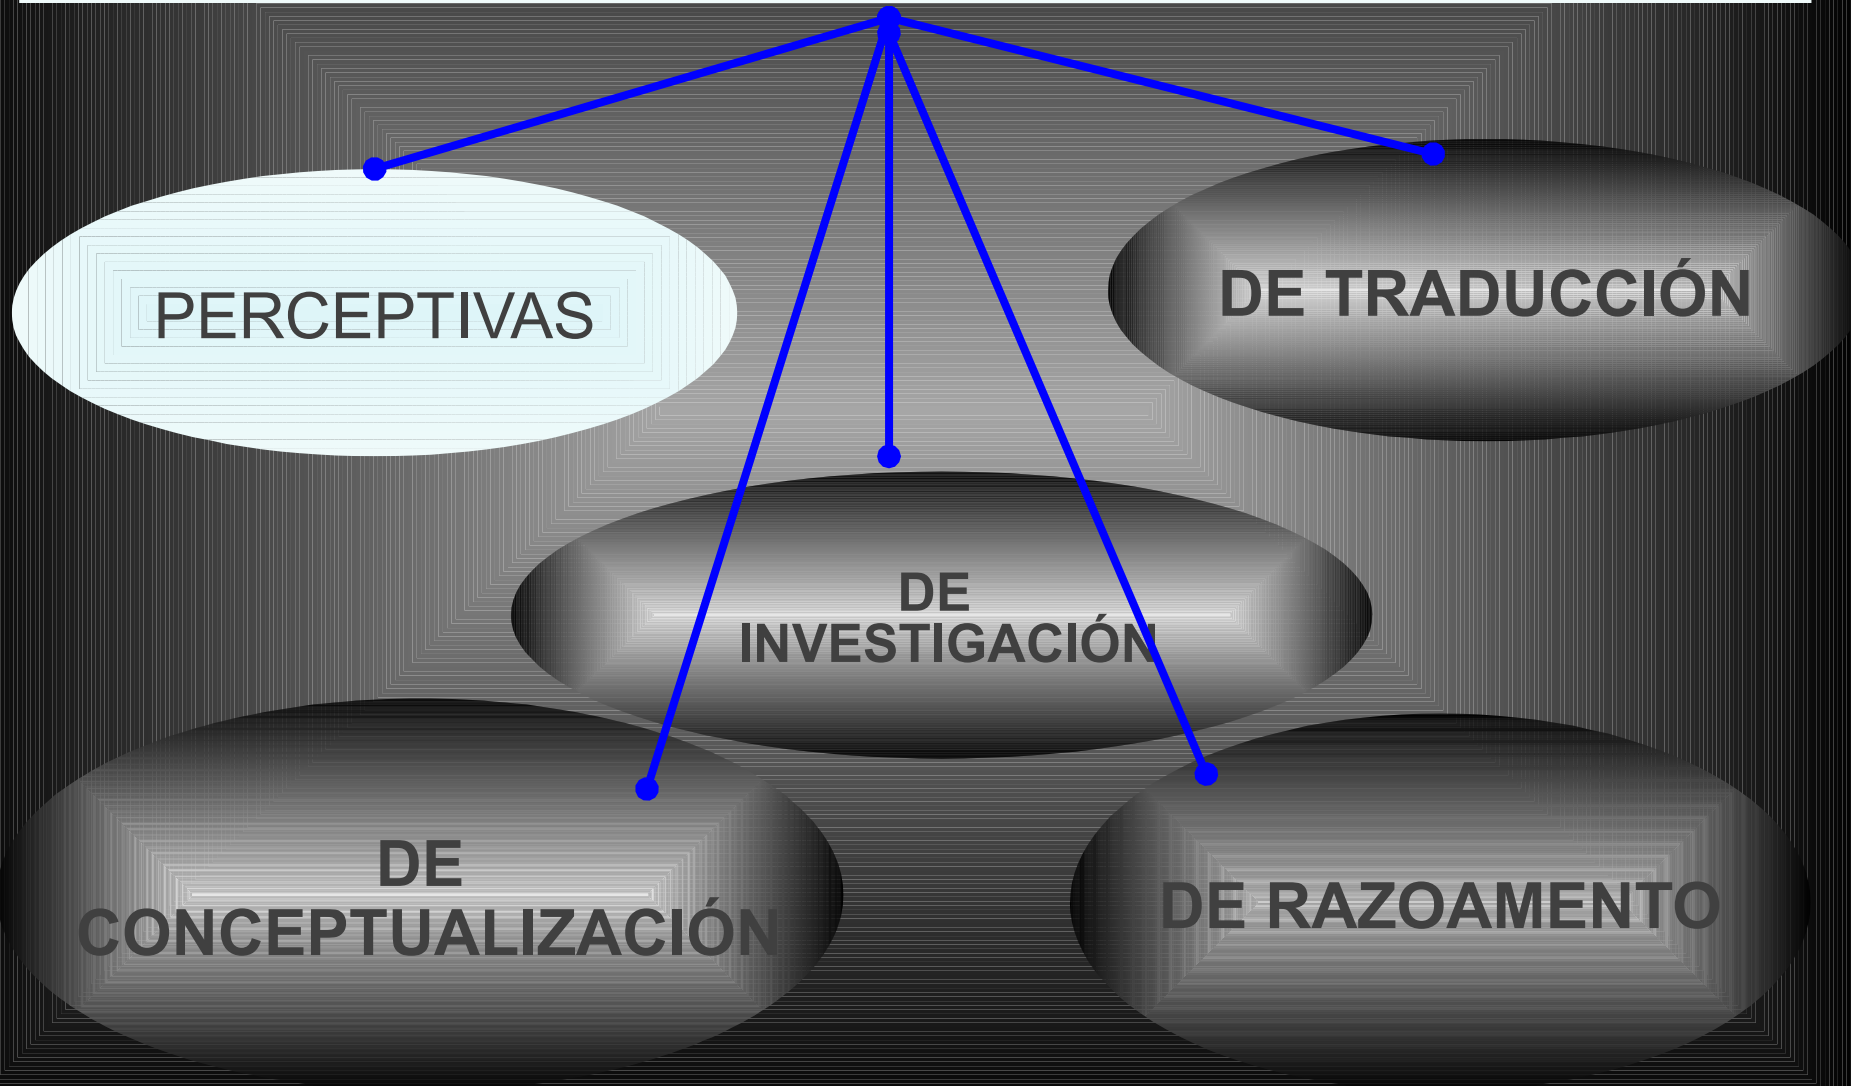 PERCEPTIVAS
DE TRADUCCIÓN
DE
INVESTIGACIÓN
DE
CONCEPTUALIZACIÓN
DE RAZOAMENTO